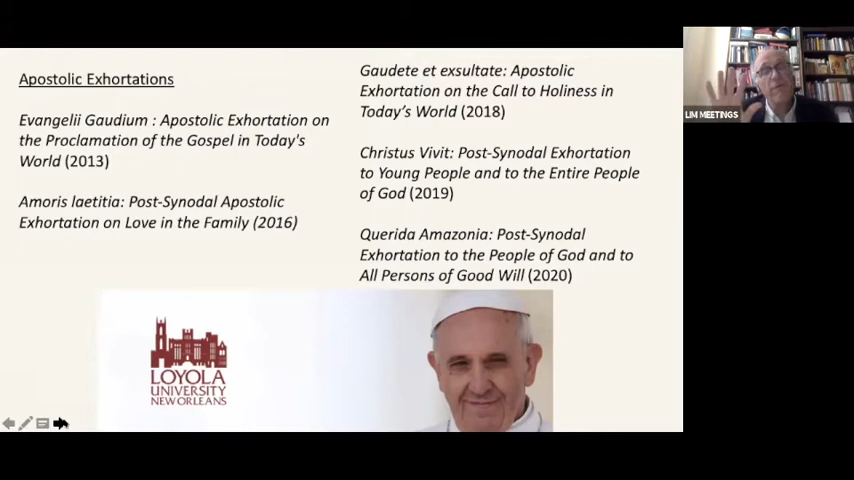 Apostolic Exhortations
Evangelii Gaudium : Apostolic Exhortation on
the Proclamation of the Gospel in Today's
World (2013)
Amoris laetitia: Post-Synodal Apostolic
Exhortation on Love in the Family (2016)
Gaudete et exsultate: Apostolic
Exhortation on the Call to Holiness in
Today’s World (2018)
Christus Vivit: Post-Synodal Exhortation
to Young People and to the Entire People
of God (2019)
Querida Amazonia: Post-Synodal
Exhortation to the People of God and to
All Persons of Good Will (2020)
LOYOLA
UNIVERSITY
NEW ORLEANS
LIM MEETINGS